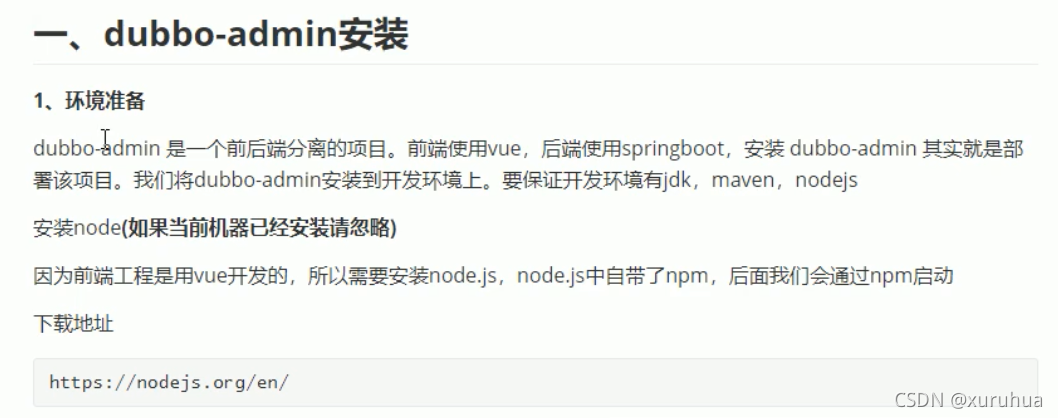 一、dubbo-admin安装
1、环境准备
dubbo-admin 是一个前后端分离的项目。前端使用vue，后端使用springboot，安装 dubbo-admin 其实就是部
署该项目。我们将dubbo-admin安装到开发环境上。要保证开发环境有jdk，maven，nodejs
安装node(如果当前机器已经安装请忽略)
因为前端工程是用vue开发的，所以需要安装node.js，node.js中自带了npm，后面我们会通过npm启动
下载地址
https://nodejs.org/en/
CSDN @xuruhua